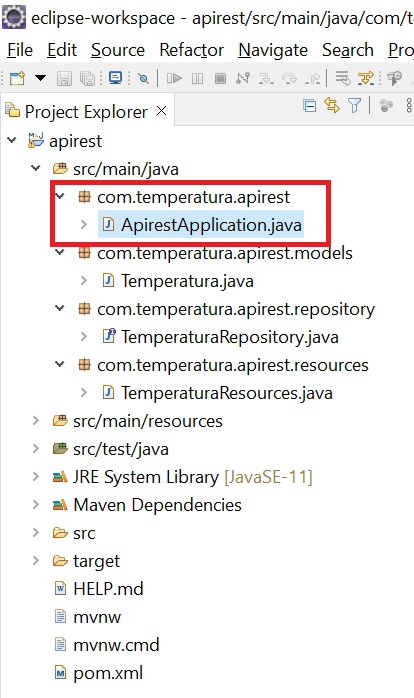 eclipse-workspace - apirest/src/main/java/com/t
File Edit Source Refactor Navigate Search Pro
Project Explorer
apirest
src/main/java
com.temperatura.apirest
ApirestApplication.java
com.temperatura.apirest.models
Temperatura.java
com.temperatura.apirest.repository
TemperaturaRepository.java
com.temperatura.apirest.resources
TemperaturaResources.java
src/main/resources
src/test/java
JRE System Library [JavaSE-11]
Maven Dependencies
src
target
HELP.md
mvnw
mvnw.cmd
pom.xml